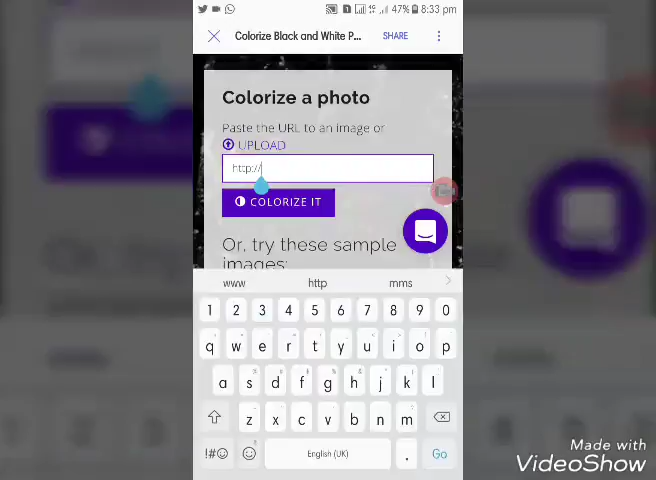 47% 8:33 pm
Colorize Black and White P... SHARE
Colorize a photo
Paste the URL to an image or
UPLOAD
http://
COLORIZE IT
Or, try these sample
images:
www http mms
1 2 3 4 5 6 7 8 9 0
q w e r t y u i o p
a s d f g h j k l
z x c v b n m
!#☺ English (UK) . Go
Made with
VideoShow